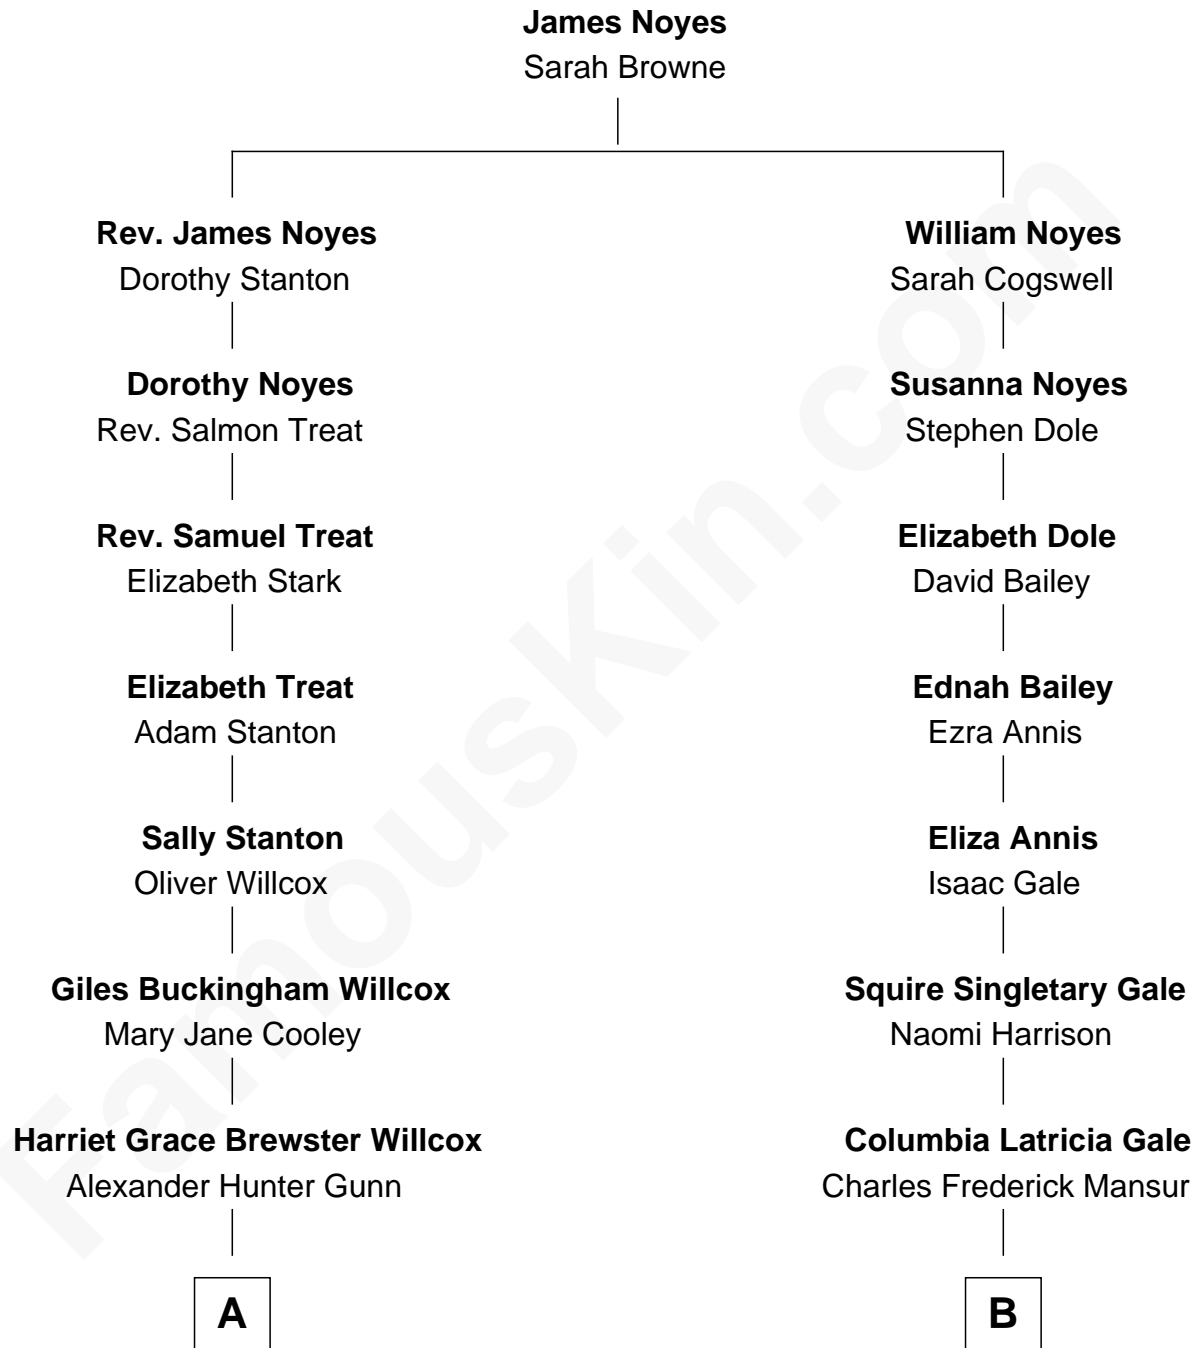 James Noyes
Sarah Browne
Rev. James Noyes
Dorothy Stanton
Dorothy Noyes
Rev. Salmon Treat
Rev. Samuel Treat
Elizabeth Stark
Elizabeth Treat
Adam Stanton
Sally Stanton
Oliver Willcox
Giles Buckingham Willcox
Mary Jane Cooley
Harriet Grace Brewster Willcox
Alexander Hunter Gunn
A
William Noyes
Sarah Cogswell
Susanna Noyes
Stephen Dole
Elizabeth Dole
David Bailey
Ednah Bailey
Ezra Annis
Eliza Annis
Isaac Gale
Squire Singletary Gale
Naomi Harrison
Columbia Latricia Gale
Charles Frederick Mansur
B
FamousKin.com